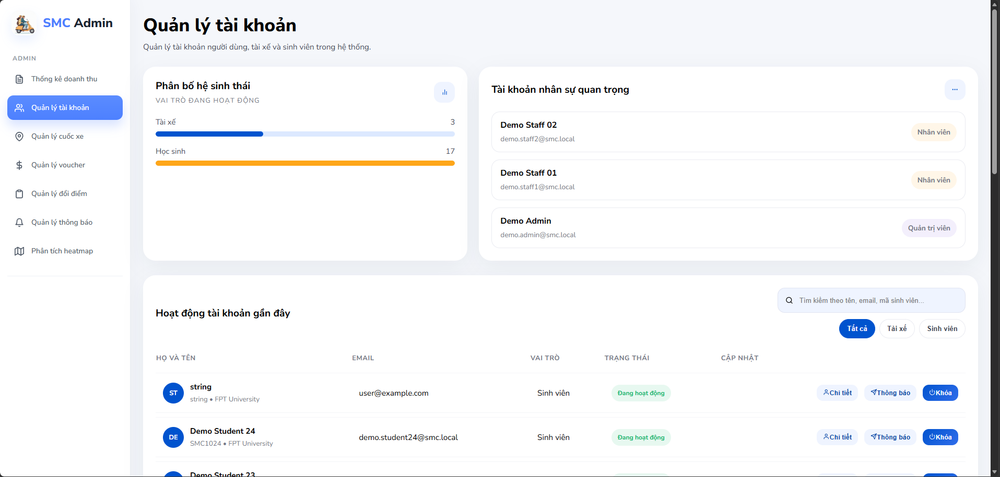 SMC Admin
ADMIN
Thống kê doanh thu
Quản lý tài khoản
Quản lý cuốc xe
Quản lý voucher
Quản lý đổi điểm
Quản lý thông báo
Phân tích heatmap
Quản lý tài khoản
Quản lý tài khoản người dùng, tài xế và sinh viên trong hệ thống.
Phân bố hệ sinh thái
VAI TRÒ ĐANG HOẠT ĐỘNG
Tài xế 3
Học sinh 17
Tài khoản nhân sự quan trọng
Demo Staff 02
demo.staff2@smc.local
Nhân viên
Demo Staff 01
demo.staff1@smc.local
Nhân viên
Demo Admin
demo.admin@smc.local
Quản trị viên
Hoạt động tài khoản gần đây
Tìm kiếm theo tên, email, mã sinh viên...
Tất cả Tài xế Sinh viên
HỌ VÀ TÊN EMAIL VAI TRÒ TRẠNG THÁI CẬP NHẬT
ST string user@example.com Sinh viên Đang hoạt động Chi tiết Thông báo Khóa
string • FPT University
DE Demo Student 24 demo.student24@smc.local Sinh viên Đang hoạt động Chi tiết Thông báo Khóa
SMC1024 • FPT University
Demo Student 23